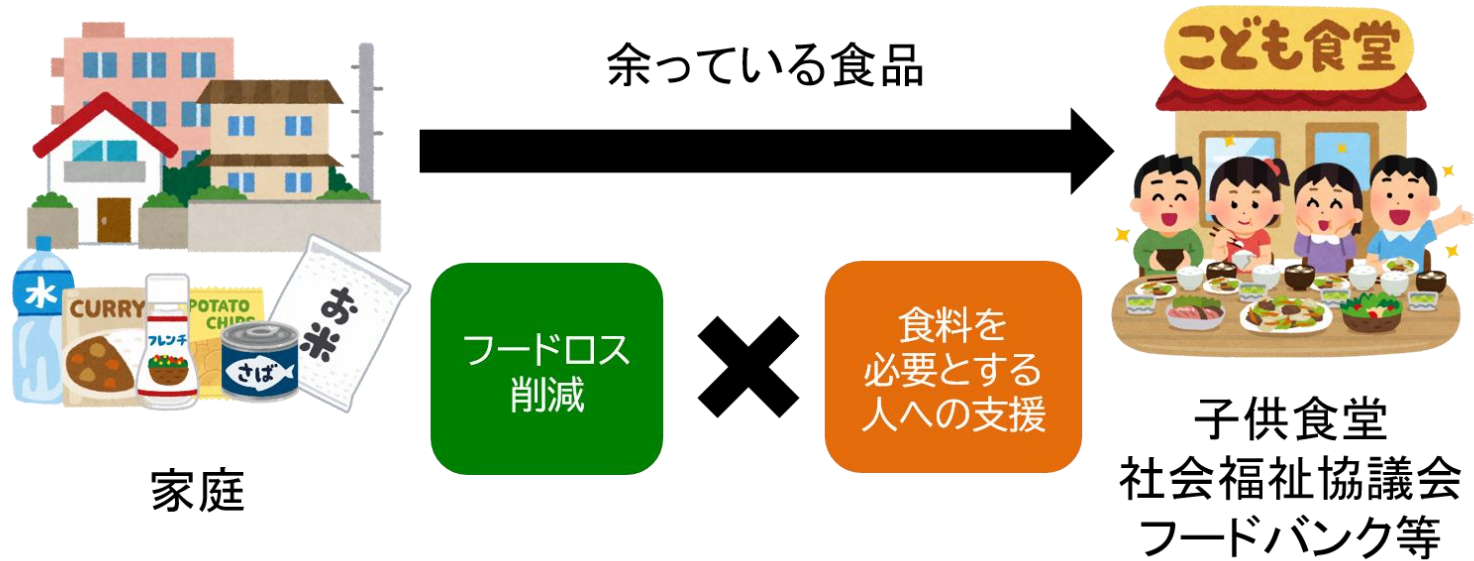 余っている食品
こども食堂
水
CURRY
POTATO
CHIPS
フレンチ
さば
お米
家庭
フードロス
削減
食料を
必要とする
人への支援
子供食堂
社会福祉協議会
フードバンク等